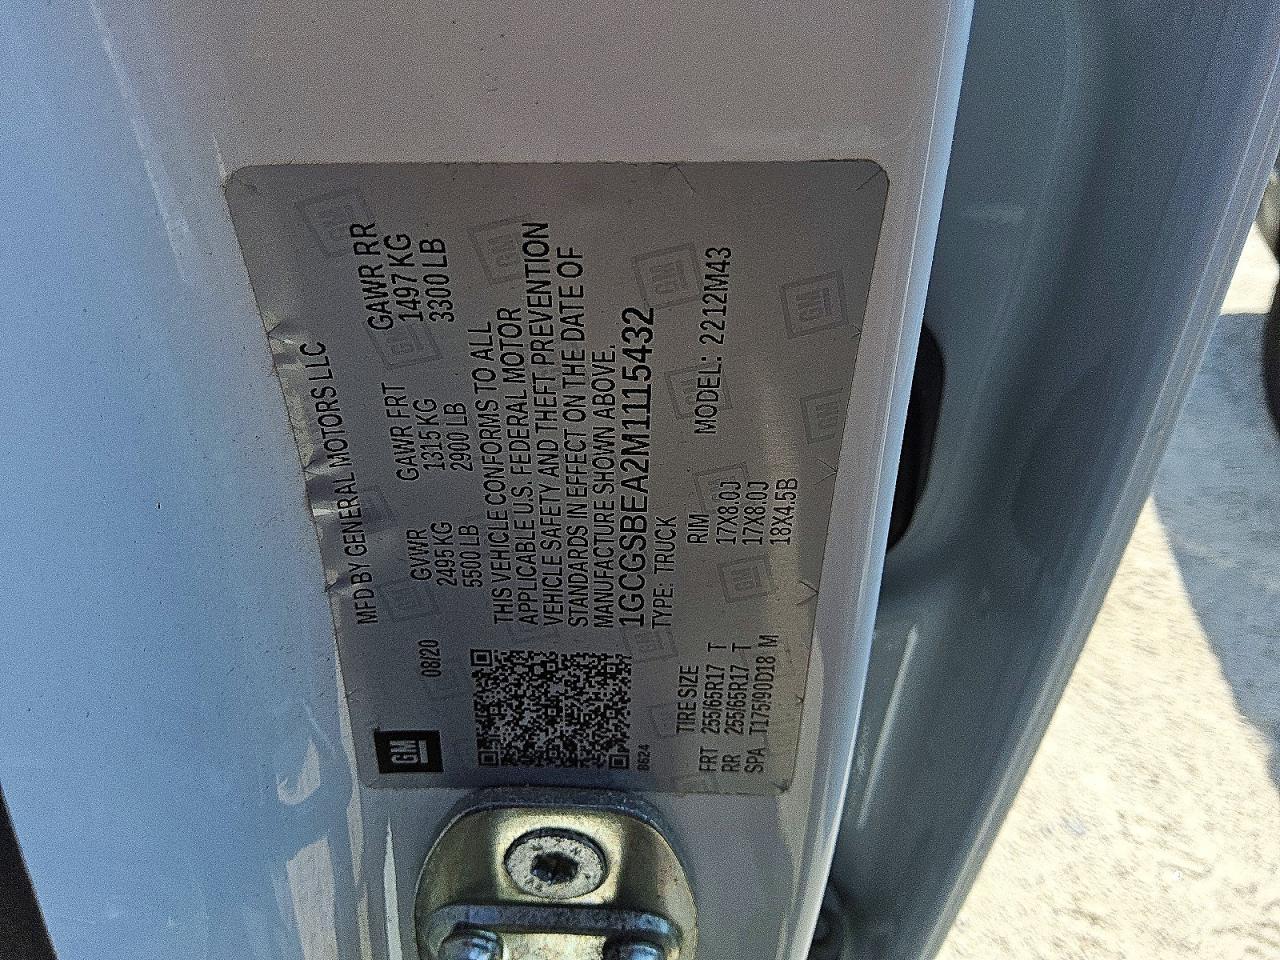 GM
08/20
MFD BY GENERAL MOTORS LLC
GVWR GAWR FRT GAWR RR
2495 KG 1315 KG 1497 KG
5500 LB 2900 LB 3300 LB
THIS VEHICLE CONFORMS TO ALL
APPLICABLE U.S. FEDERAL MOTOR
VEHICLE SAFETY AND THEFT PREVENTION
STANDARDS IN EFFECT ON THE DATE OF
MANUFACTURE SHOWN ABOVE.
1GCGSBEA2M1115432
B624
TYPE: TRUCK MODEL: 2212M43
TIRE SIZE RIM
FRT 255/65R17 T 17X8.0J
RR 255/65R17 T 17X8.0J
SPA T175/90D18 M 18X4.5B